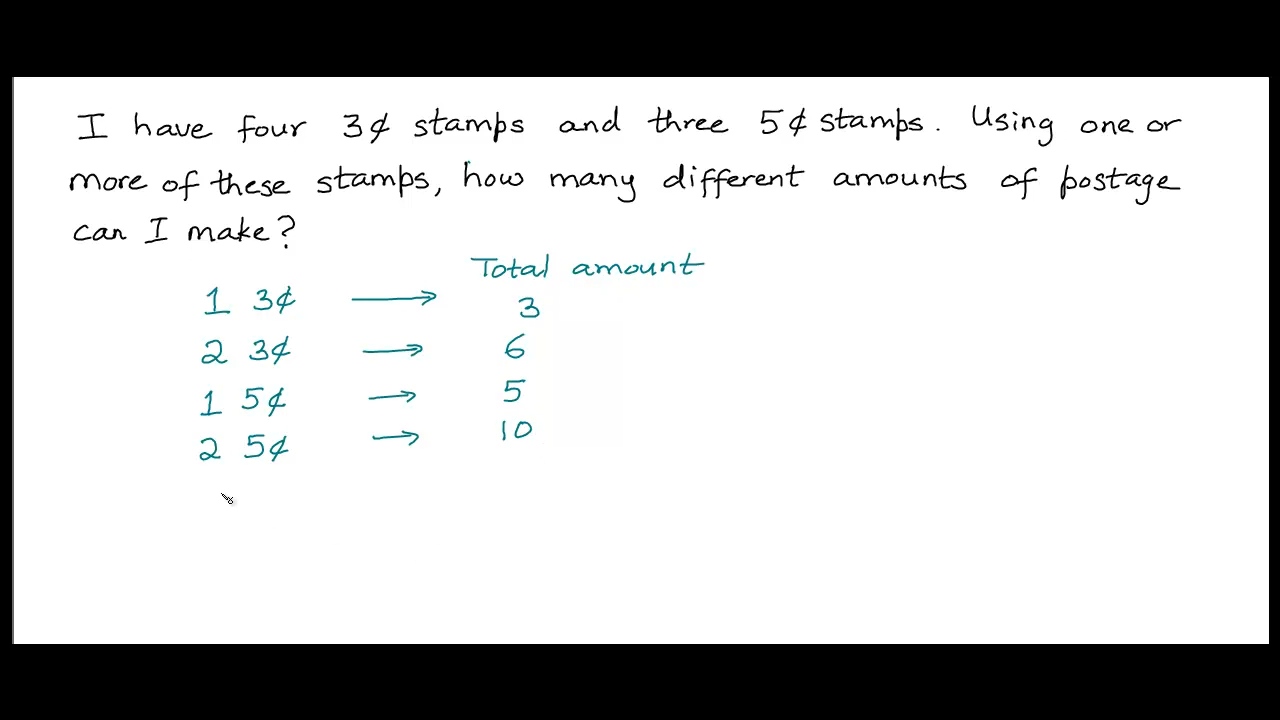 I have four 3¢ stamps and three 5¢ stamps. Using one or
more of these stamps, how many different amounts of postage
can I make?
Total amount
1 3¢ ⟶ 3
2 3¢ → 6
1 5¢ → 5
2 5¢ → 10